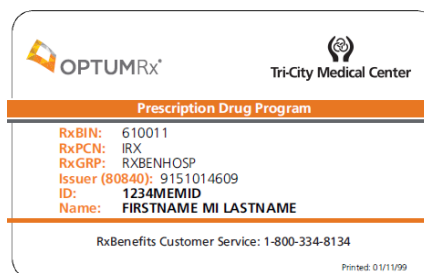 OPTUMRx®
Tri-City Medical Center
Prescription Drug Program
RxBIN: 610011
RxPCN: IRX
RxGRP: RXBENHOSP
Issuer (80840): 9151014609
ID: 1234MEMID
Name: FIRSTNAME MI LASTNAME
RxBenefits Customer Service: 1-800-334-8134
Printed: 01/11/99